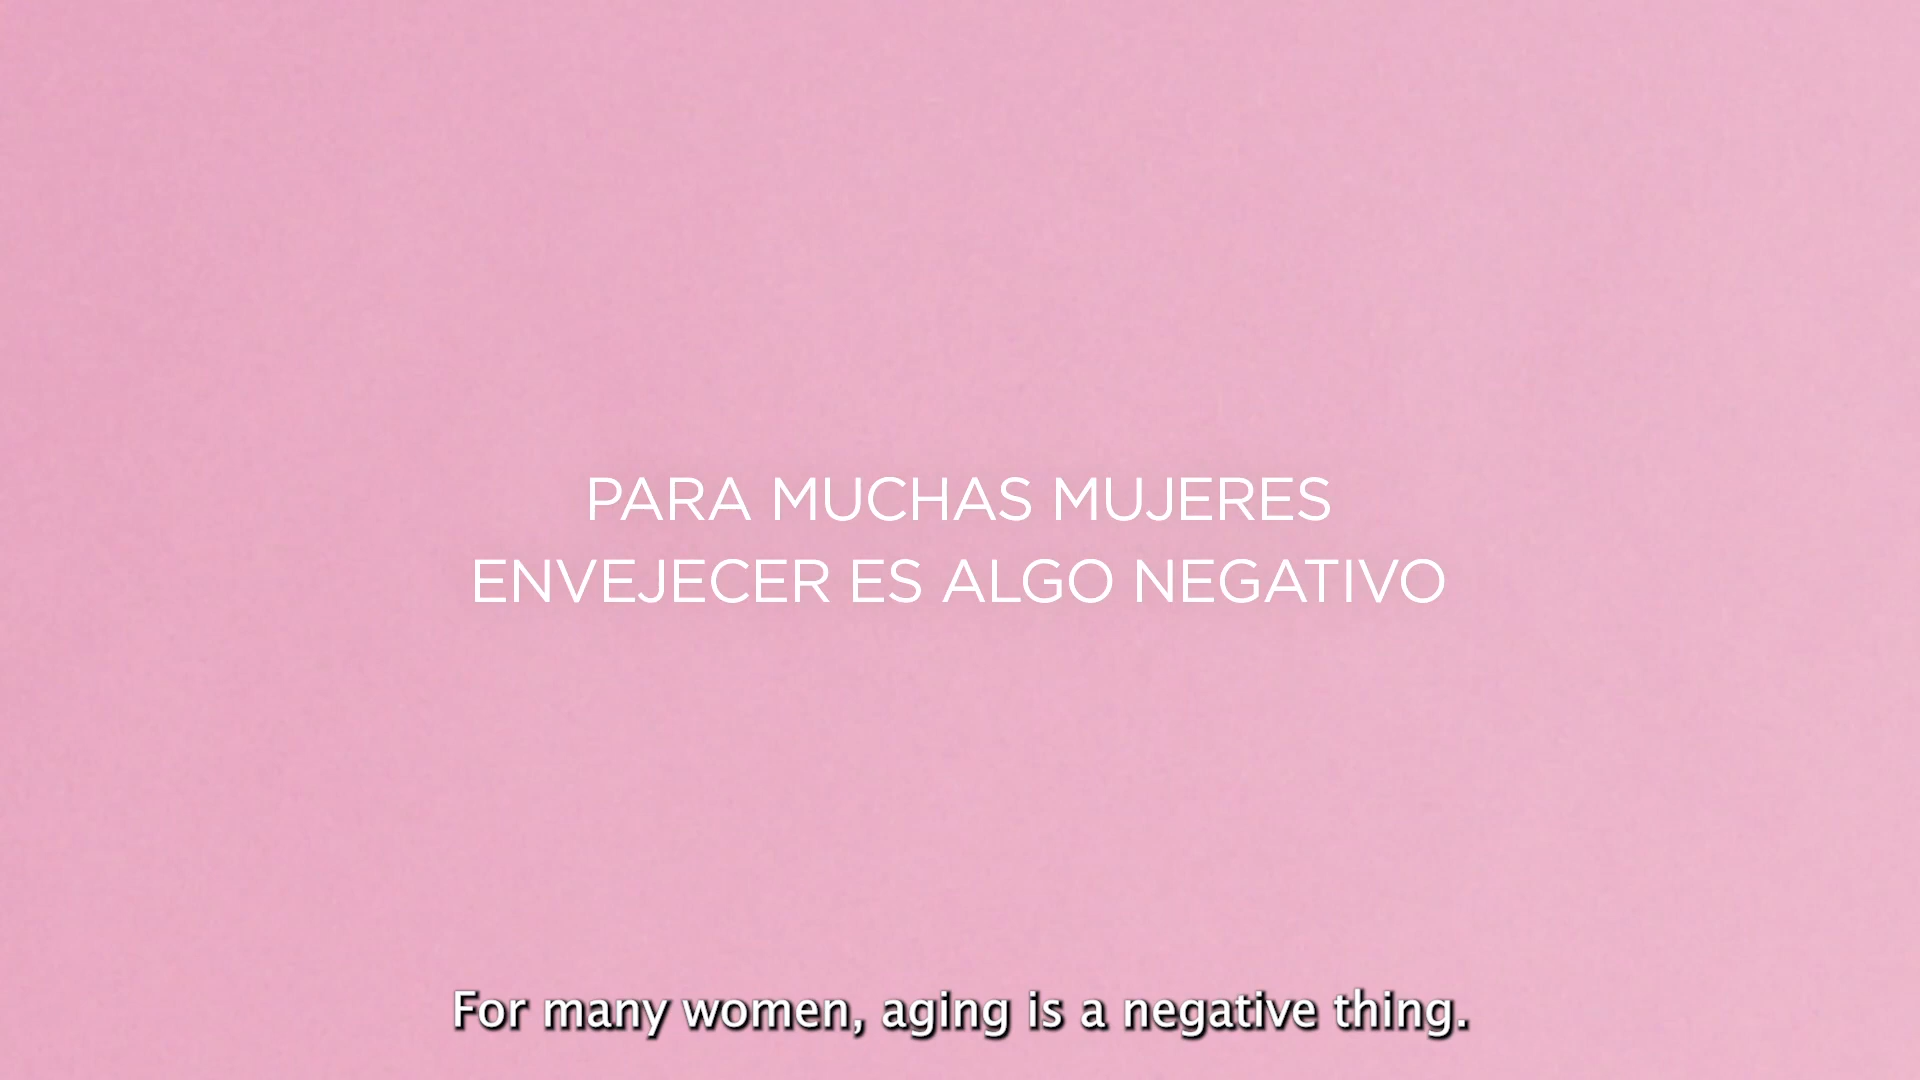 PARA MUCHAS MUJERES
ENVEJECER ES ALGO NEGATIVO
For many women, aging is a negative thing.